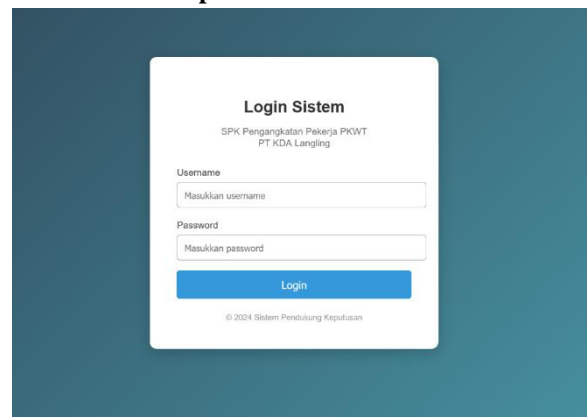 Login Sistem
SPK Pengangkatan Pekerja PKWT
PT KDA Langling
Username
Masukkan username
Password
Masukkan password
Login
© 2024 Sistem Pendukung Keputusan